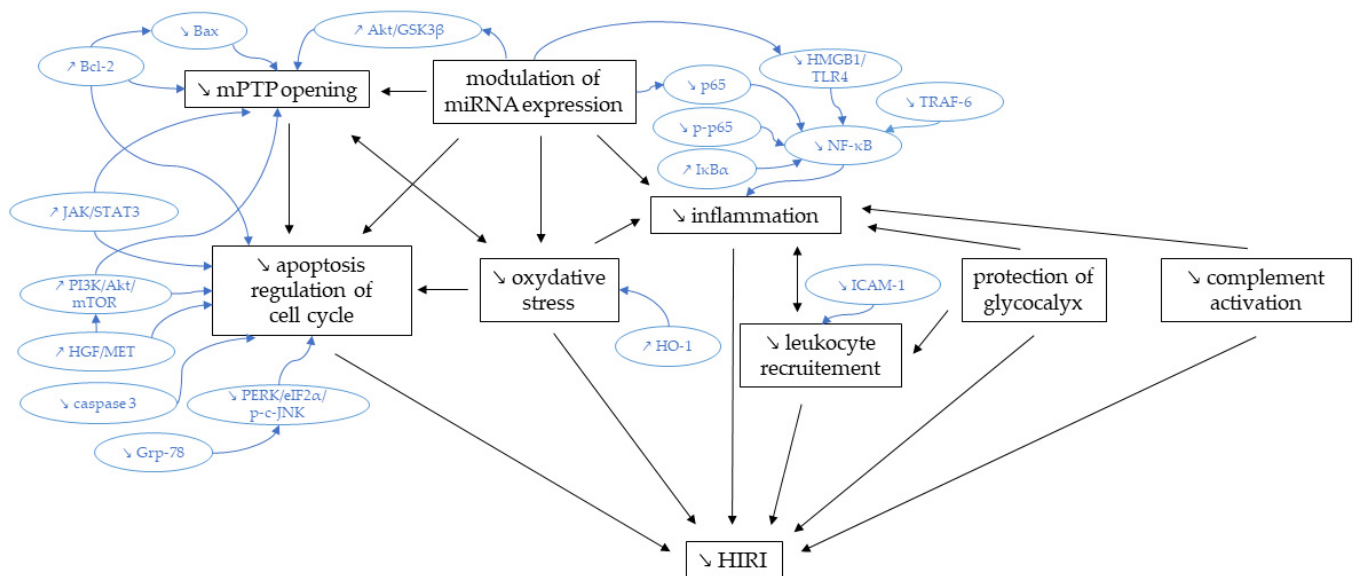 ↘ Bax
↗ Akt/GSK3β
↗ Bcl-2
↘ mPTP opening
modulation of
miRNA expression
↘ HMGB1/
TLR4
↘ p65
↘ TRAF-6
↘ p-p65
↘ NF-κB
↗ IκBα
↗ JAK/STAT3
↘ inflammation
↘ apoptosis
regulation of
cell cycle
↘ oxydative
stress
↘ ICAM-1
protection of
glycocalyx
↘ complement
activation
↗ PI3K/Akt/
mTOR
↗ HGF/MET
↗ HO-1
↘ leukocyte
recruitement
↘ caspase 3
↘ PERK/eIF2α/
p-c-JNK
↘ Grp-78
↘ HIRI